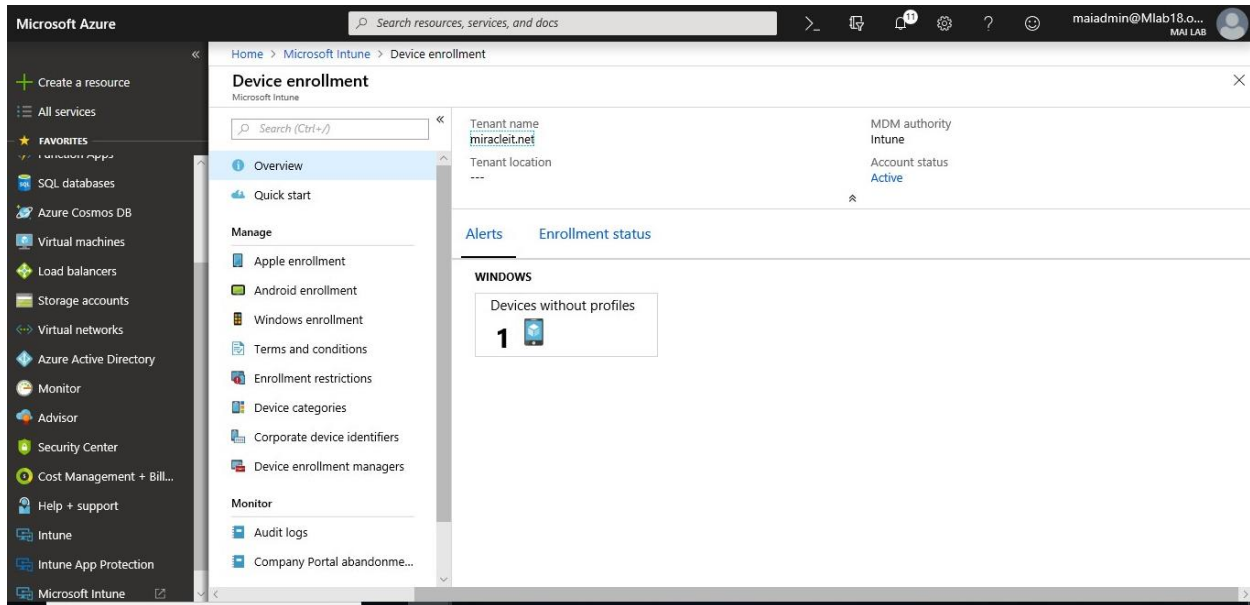 Microsoft Azure
Search resources, services, and docs
11
maiadmin@Mlab18.o...
MAI LAB
Create a resource
All services
FAVORITES
Function Apps
SQL databases
Azure Cosmos DB
Virtual machines
Load balancers
Storage accounts
Virtual networks
Azure Active Directory
Monitor
Advisor
Security Center
Cost Management + Bill...
Help + support
Intune
Intune App Protection
Microsoft Intune
Home > Microsoft Intune > Device enrollment
Device enrollment
Microsoft Intune
Search (Ctrl+/)
Overview
Quick start
Manage
Apple enrollment
Android enrollment
Windows enrollment
Terms and conditions
Enrollment restrictions
Device categories
Corporate device identifiers
Device enrollment managers
Monitor
Audit logs
Company Portal abandonme...
Tenant name
miracleit.net
Tenant location
---
MDM authority
Intune
Account status
Active
Alerts Enrollment status
WINDOWS
Devices without profiles
1